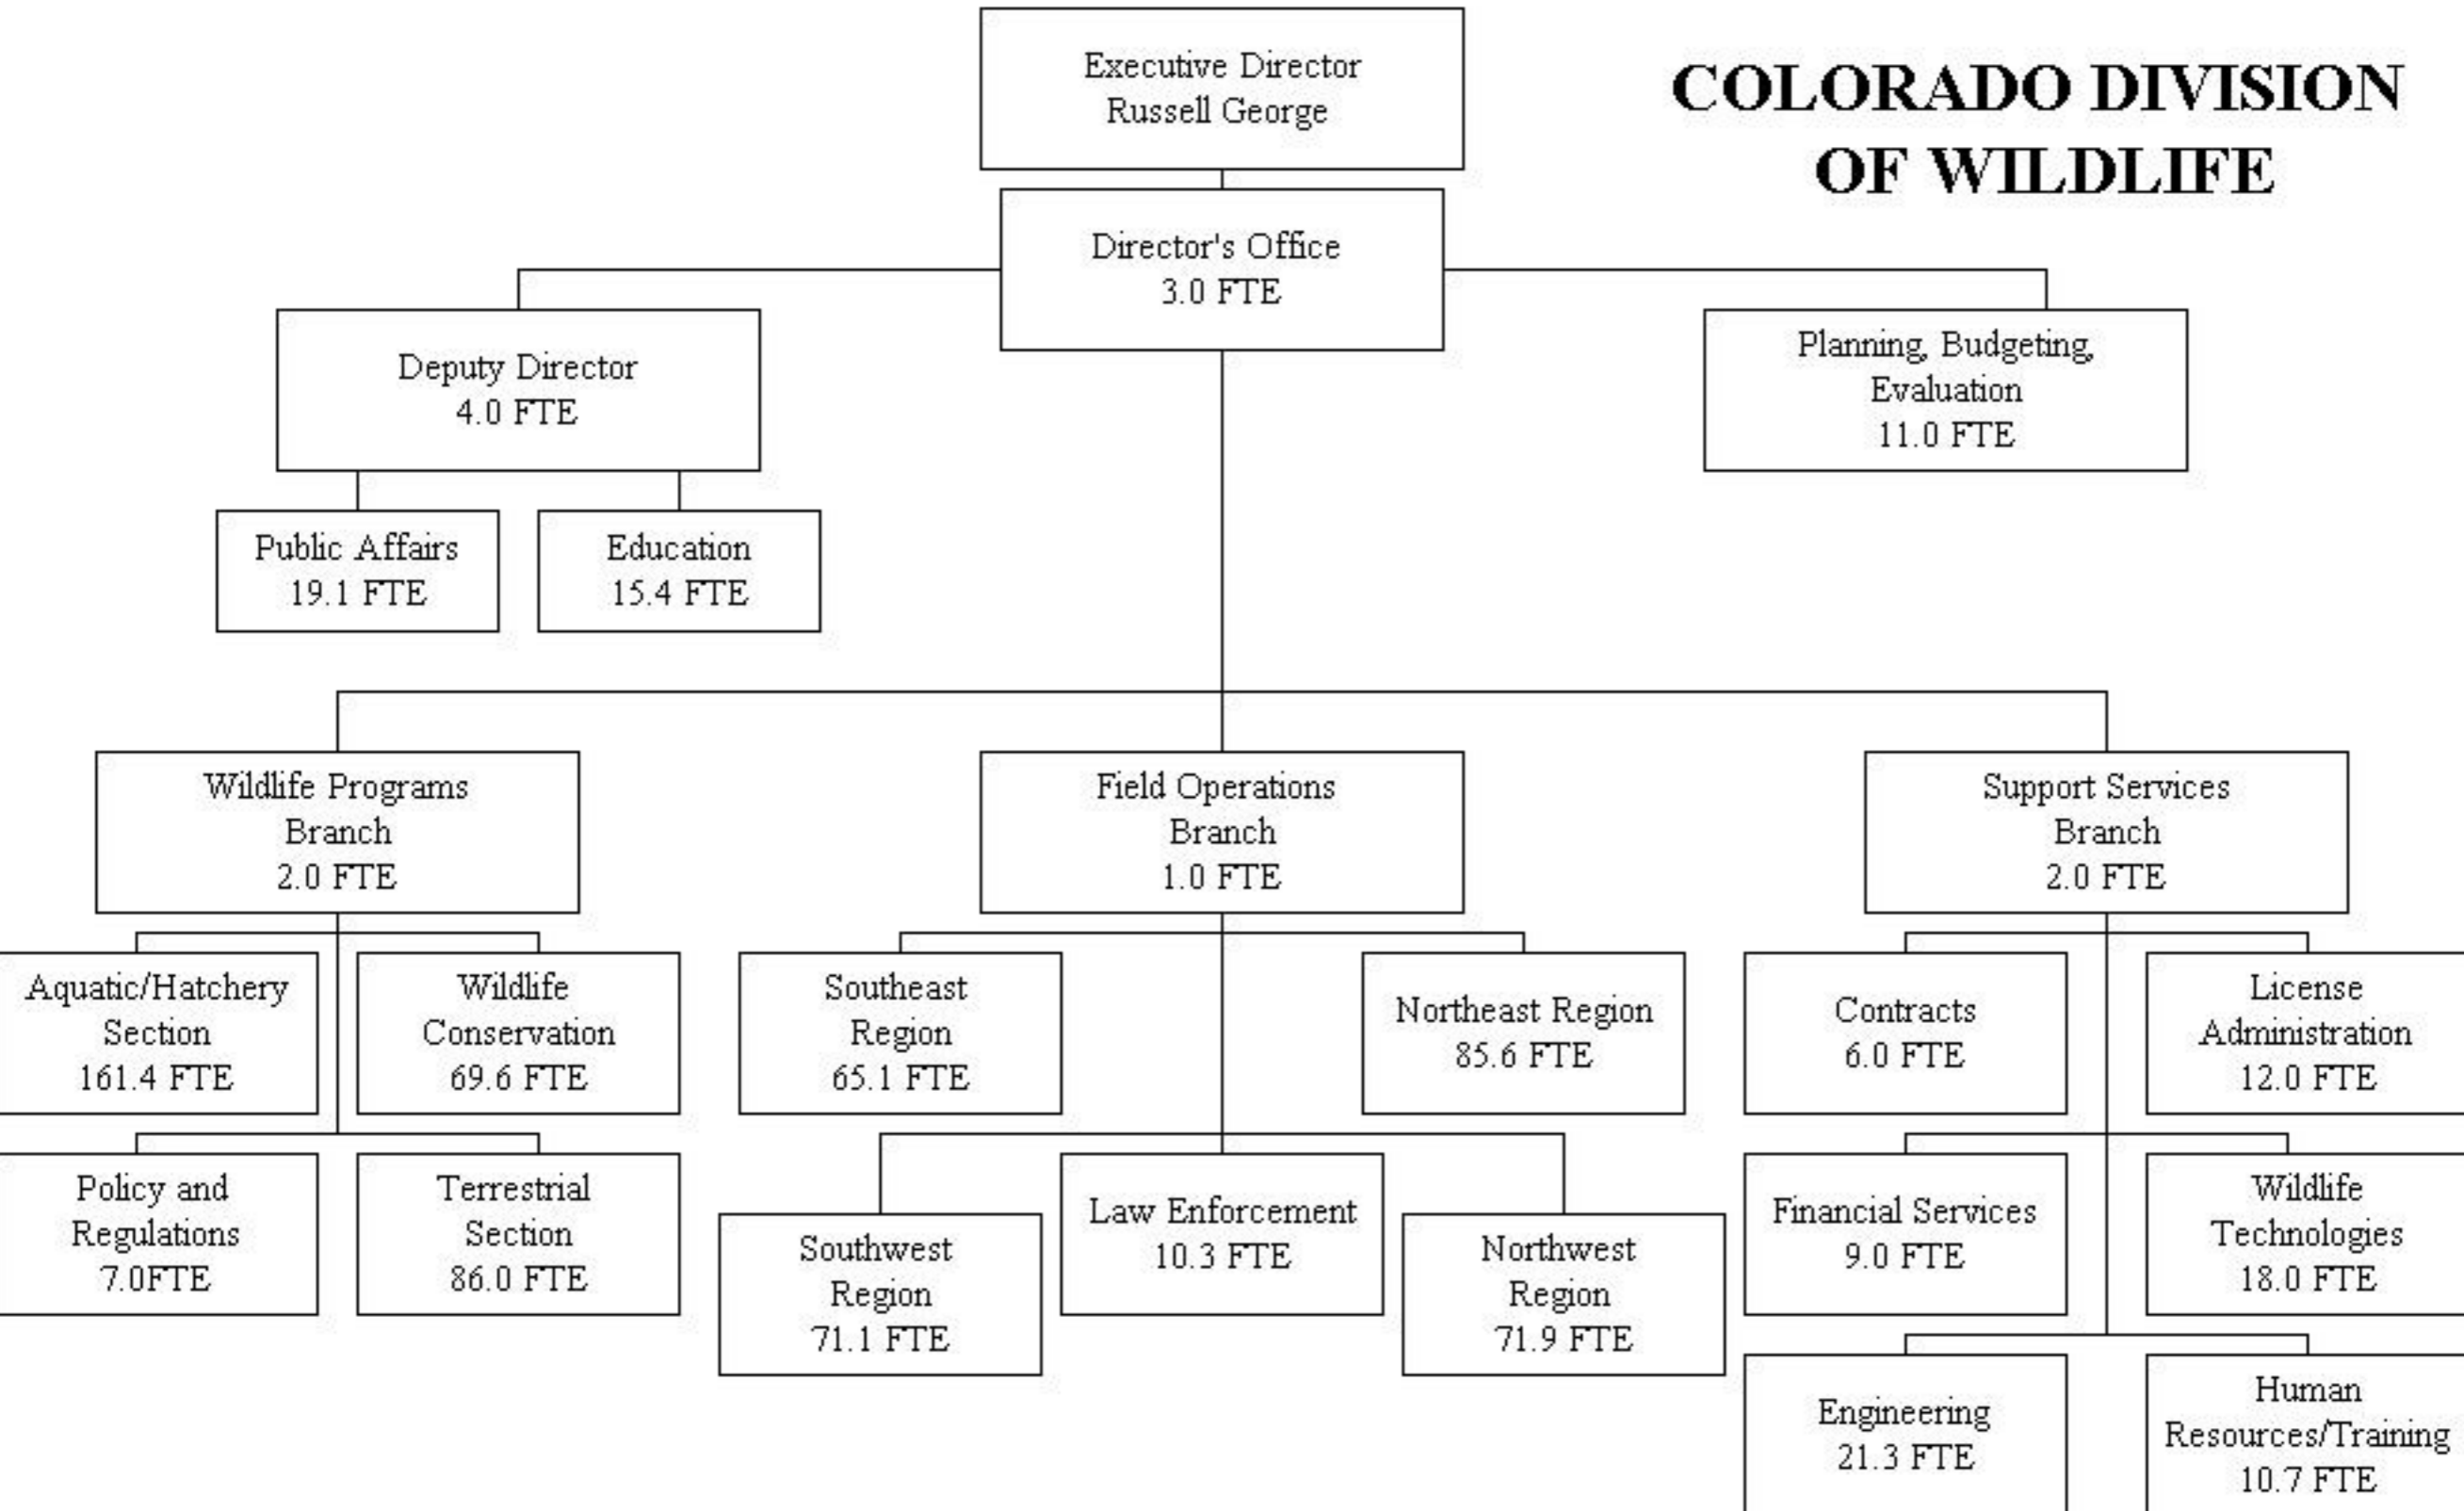 Executive Director
Russell George
COLORADO DIVISION
OF WILDLIFE
Director's Office
3.0 FTE
Deputy Director
4.0 FTE
Planning, Budgeting,
Evaluation
11.0 FTE
Public Affairs
19.1 FTE
Education
15.4 FTE
Wildlife Programs
Branch
2.0 FTE
Field Operations
Branch
1.0 FTE
Support Services
Branch
2.0 FTE
Aquatic/Hatchery
Section
161.4 FTE
Wildlife
Conservation
69.6 FTE
Southeast
Region
65.1 FTE
Northeast Region
85.6 FTE
Contracts
6.0 FTE
License
Administration
12.0 FTE
Policy and
Regulations
7.0FTE
Terrestrial
Section
86.0 FTE
Southwest
Region
71.1 FTE
Law Enforcement
10.3 FTE
Northwest
Region
71.9 FTE
Financial Services
9.0 FTE
Wildlife
Technologies
18.0 FTE
Engineering
21.3 FTE
Human
Resources/Training
10.7 FTE